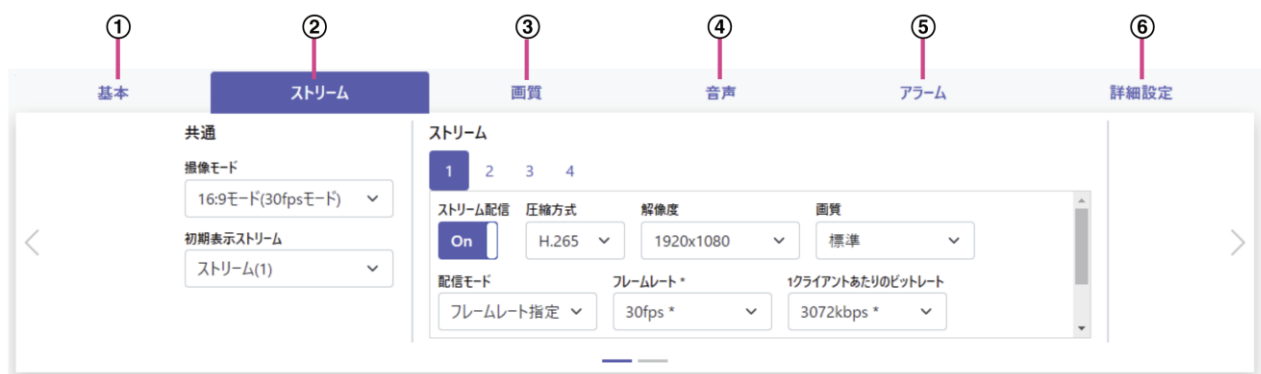 ① ② ③ ④ ⑤ ⑥
基本 ストリーム 画質 音声 アラーム 詳細設定
共通
撮像モード
16:9モード(30fpsモード)
初期表示ストリーム
ストリーム(1)
ストリーム
1 2 3 4
ストリーム配信 圧縮方式 解像度 画質
On H.265 1920x1080 標準
配信モード フレームレート * 1クライアントあたりのビットレート
フレームレート指定 30fps * 3072kbps *